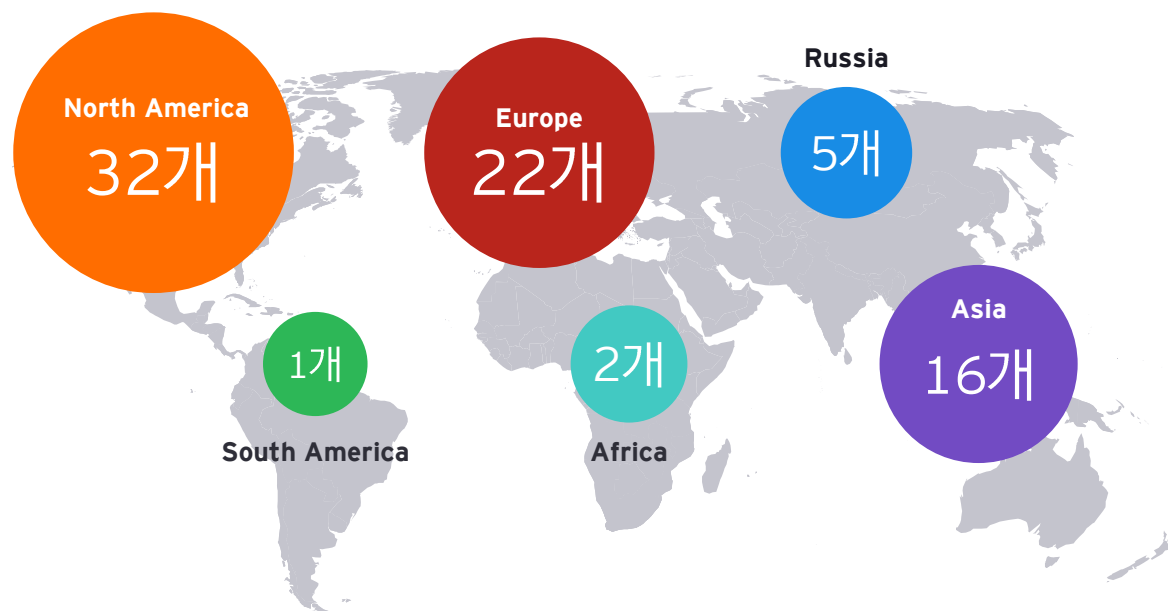 North America
32개
Europe
22개
Russia
5개
Asia
16개
1개
South America
2개
Africa